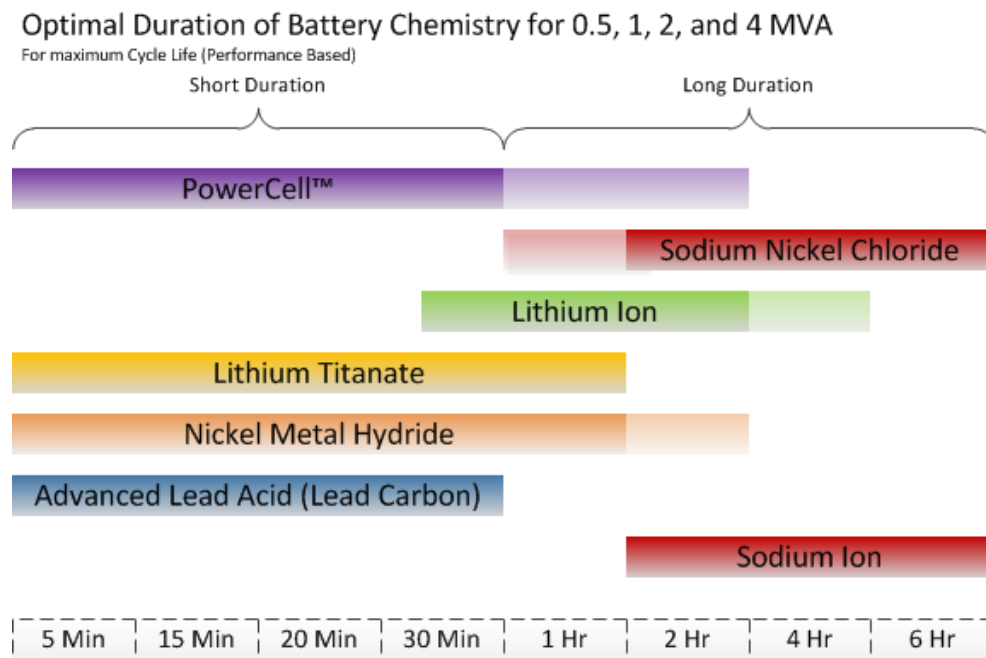 Optimal Duration of Battery Chemistry for 0.5, 1, 2, and 4 MVA
For maximum Cycle Life (Performance Based)
Short Duration
Long Duration
PowerCell™
Sodium Nickel Chloride
Lithium Ion
Lithium Titanate
Nickel Metal Hydride
Advanced Lead Acid (Lead Carbon)
Sodium Ion
5 Min 15 Min 20 Min 30 Min 1 Hr 2 Hr 4 Hr 6 Hr